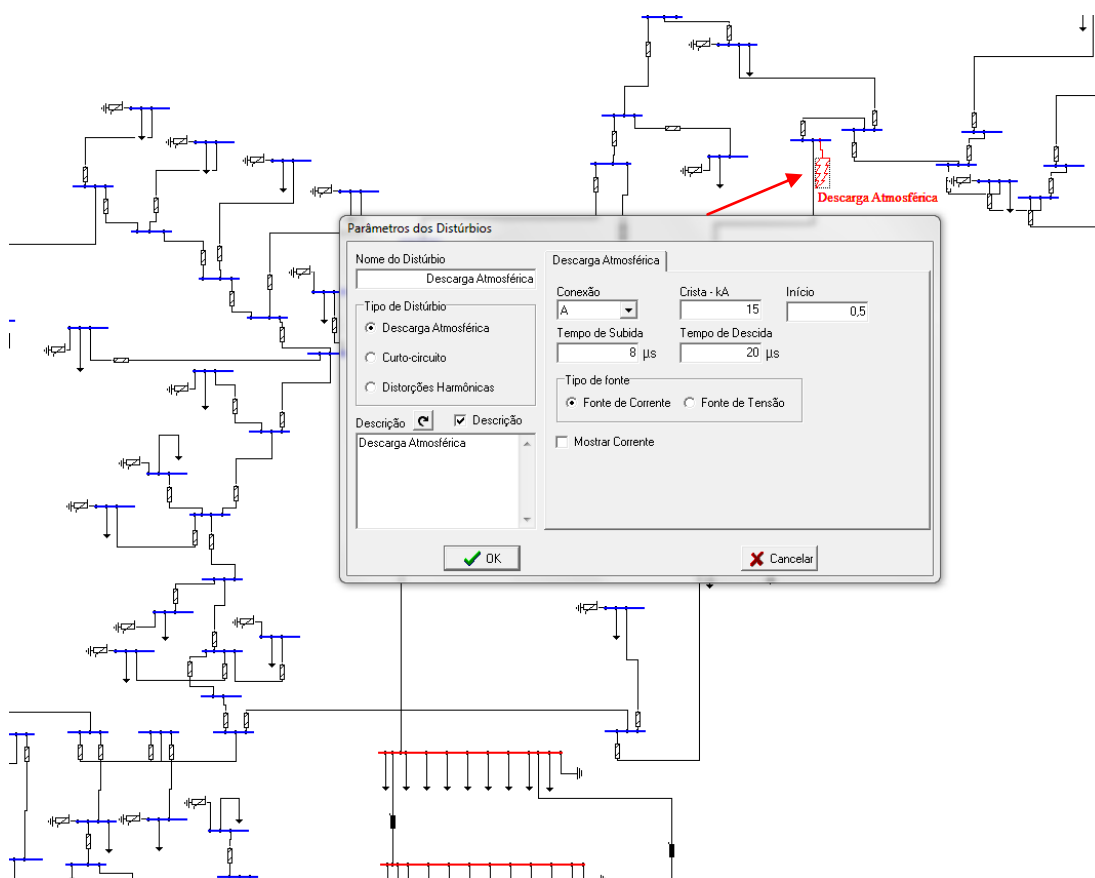 Descarga Atmosférica
Parâmetros dos Distúrbios
Nome do Distúrbio
Descarga Atmosférica
Tipo de Distúrbio
Descarga Atmosférica
Curto-circuito
Distorções Harmônicas
Descrição
Descrição
Descarga Atmosférica
Descarga Atmosférica
Conexão
Crista - kA
Início
A
15
0,5
Tempo de Subida
Tempo de Descida
8 µs
20 µs
Tipo de fonte
Fonte de Corrente
Fonte de Tensão
Mostrar Corrente
OK
Cancelar